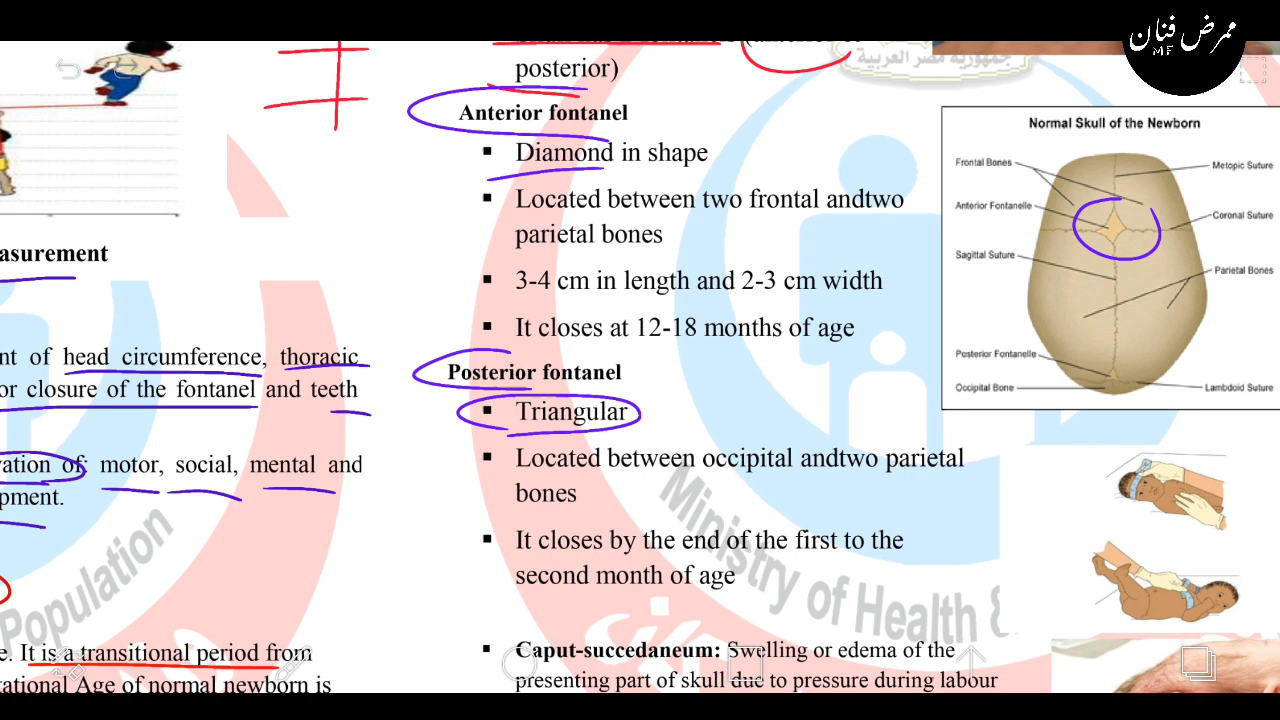 ممرض فنان
MF
جمهورية مصر العربية
posterior)
Anterior fontanel
▪ Diamond in shape
▪ Located between two frontal andtwo
parietal bones
▪ 3-4 cm in length and 2-3 cm width
▪ It closes at 12-18 months of age
Posterior fontanel
▪ Triangular
▪ Located between occipital andtwo parietal
bones
▪ It closes by the end of the first to the
second month of age
▪ Caput-succedaneum: Swelling or edema of the
presenting part of skull due to pressure during labour
asurement
nt of head circumference, thoracic
or closure of the fontanel and teeth
vation of: motor, social, mental and
pment.
e. It is a transitional period from
tational Age of normal newborn is
Normal Skull of the Newborn
Frontal Bones
Metopic Suture
Anterior Fontanelle
Coronal Suture
Sagittal Suture
Parietal Bones
Posterior Fontanelle
Occipital Bone
Lambdoid Suture
Population
Ministry of Health &